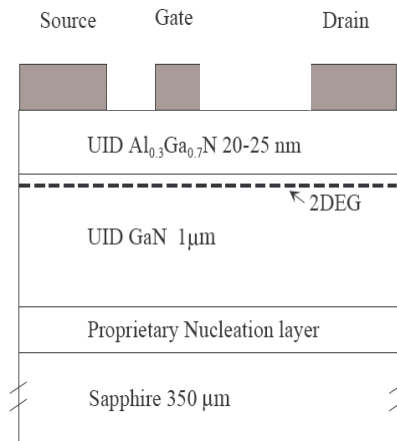 Source Gate Drain
UID Al₀.₃Ga₀.₇N 20-25 nm
2DEG
UID GaN 1μm
Proprietary Nucleation layer
Sapphire 350 μm